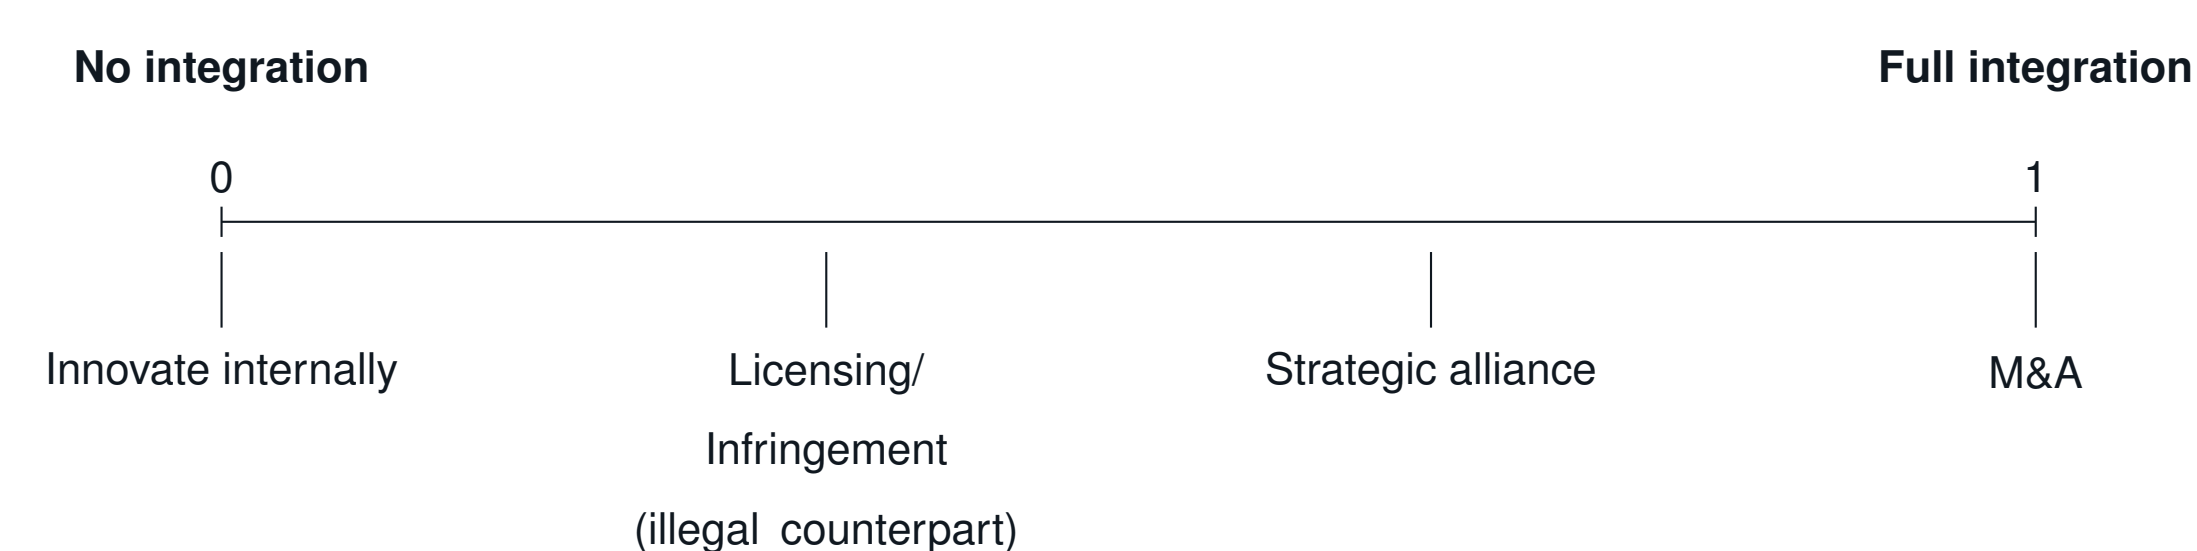 No integration Full integration
0 1
Innovate internally Licensing/ Strategic alliance M&A
Infringement
(illegal counterpart)